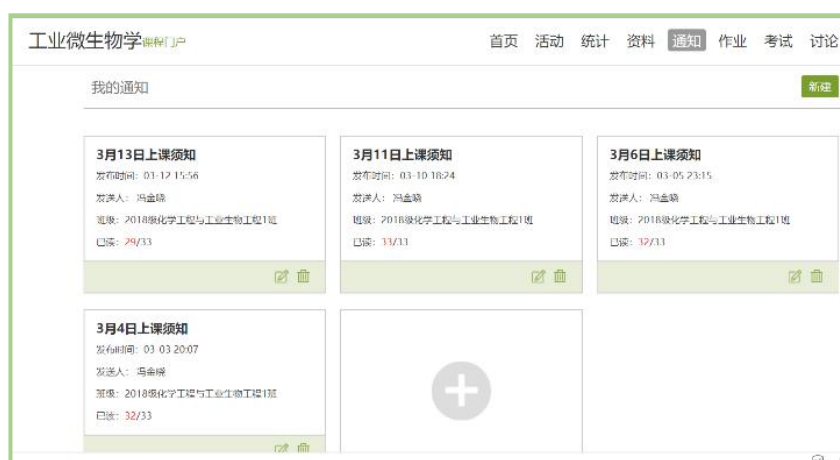 工业微生物学课程门户
首页 活动 统计 资料 通知 作业 考试 讨论
我的通知
新建
3月13日上课须知
发布时间：03-12 15:56
发送人：冯金晓
班级：2018级化学工程与工业生物工程1班
已读：29/33
3月11日上课须知
发布时间：03-10 18:24
发送人：冯金晓
班级：2018级化学工程与工业生物工程1班
已读：33/33
3月6日上课须知
发布时间：03-05 23:15
发送人：冯金晓
班级：2018级化学工程与工业生物工程1班
已读：32/33
3月4日上课须知
发布时间：03-03 20:07
发送人：冯金晓
班级：2018级化学工程与工业生物工程1班
已读：32/33